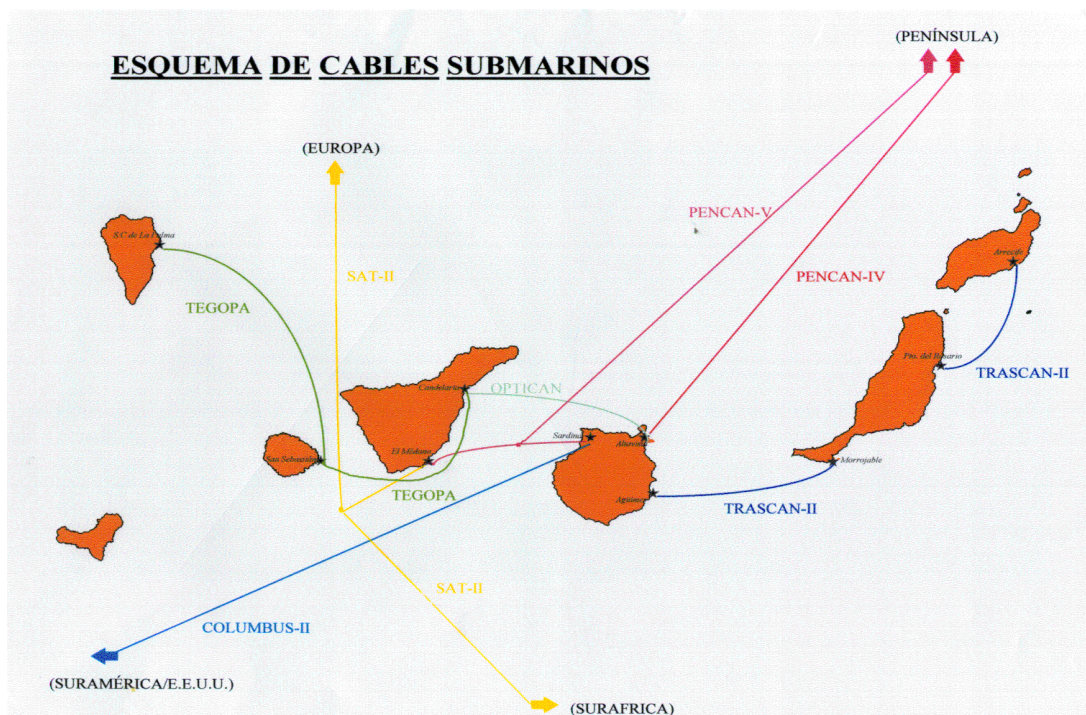 (PENÍNSULA)
ESQUEMA DE CABLES SUBMARINOS
(EUROPA)
S/C de La Palma
PENCAN-V
Arrecife
SAT-II
PENCAN-IV
TEGOPA
Pto. del Rosario
TRASCAN-II
Candelaria
OPTICAN
Sardina
San Sebastián
El Médano
Morrojable
TEGOPA
TRASCAN-II
SAT-II
COLUMBUS-II
(SURAMÉRICA/E.E.U.U.)
(SURAFRICA)